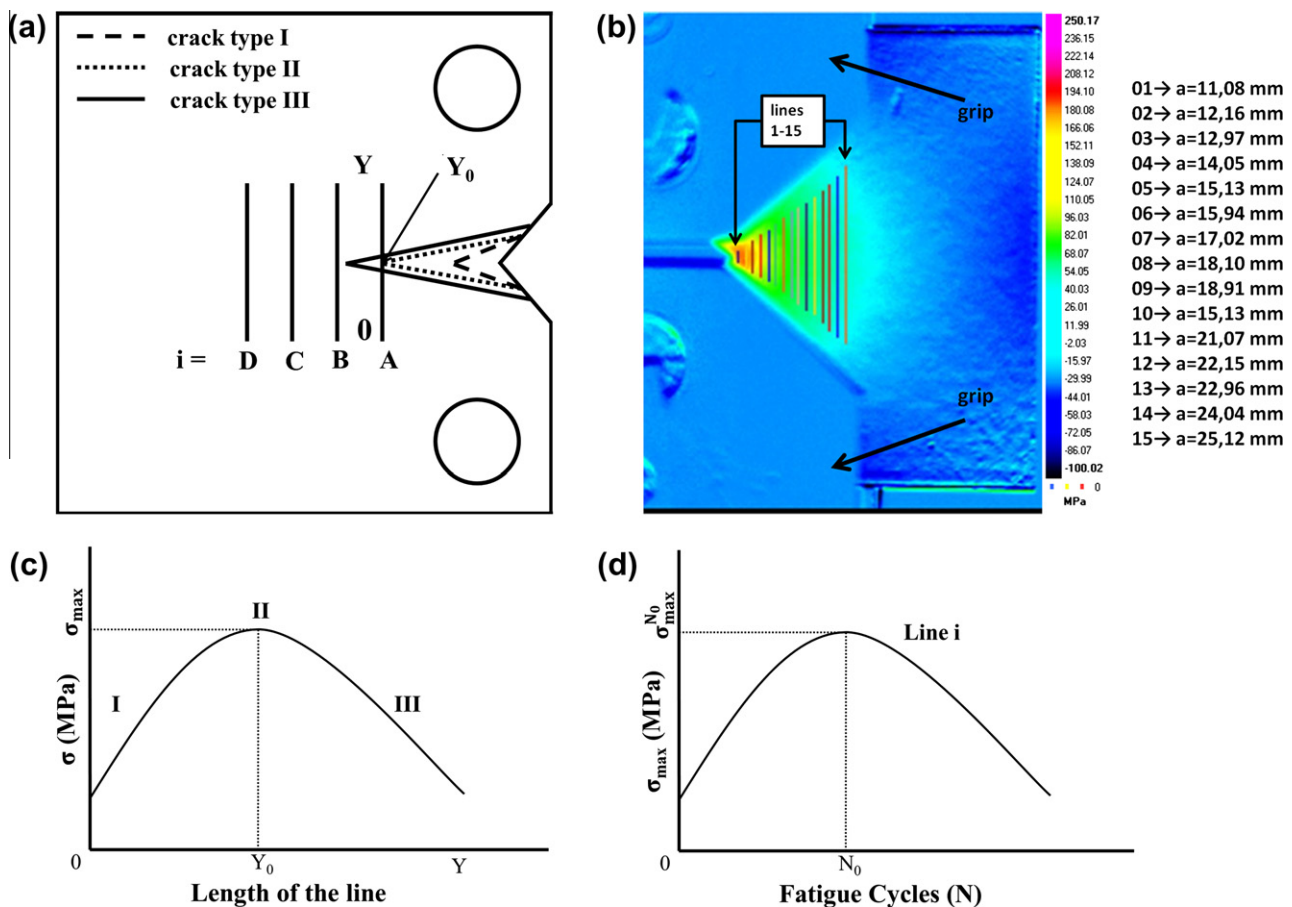 (a)
crack type I
crack type II
crack type III
Y
Y₀
0
i = D C B A
(b)
lines
1-15
grip
grip
250.17
236.15
222.14
208.12
194.10
180.08
166.06
152.11
138.09
124.07
110.05
96.03
82.01
68.07
54.05
40.03
26.01
11.99
-2.03
-15.97
-29.99
-44.01
-58.03
-72.05
-86.07
-100.02
0
MPa
01→ a=11,08 mm
02→ a=12,16 mm
03→ a=12,97 mm
04→ a=14,05 mm
05→ a=15,13 mm
06→ a=15,94 mm
07→ a=17,02 mm
08→ a=18,10 mm
09→ a=18,91 mm
10→ a=15,13 mm
11→ a=21,07 mm
12→ a=22,15 mm
13→ a=22,96 mm
14→ a=24,04 mm
15→ a=25,12 mm
(c)
σmax
σ (MPa)
I
II
III
0
Y₀
Y
Length of the line
(d)
σmax^N₀
σmax (MPa)
Line i
0
N₀
Fatigue Cycles (N)